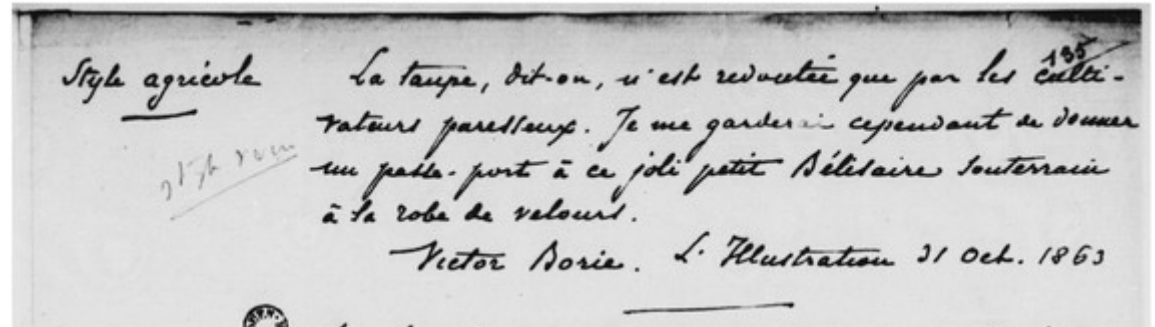 135
Style agricole La taupe, dit-on, n'est redoutée que par les culti-
vateurs paresseux. Je me garderai cependant de donner
un passe-port à ce joli petit Bélisaire souterrain
à sa robe de velours.
Victor Borie. L'Illustration 31 Oct. 1863